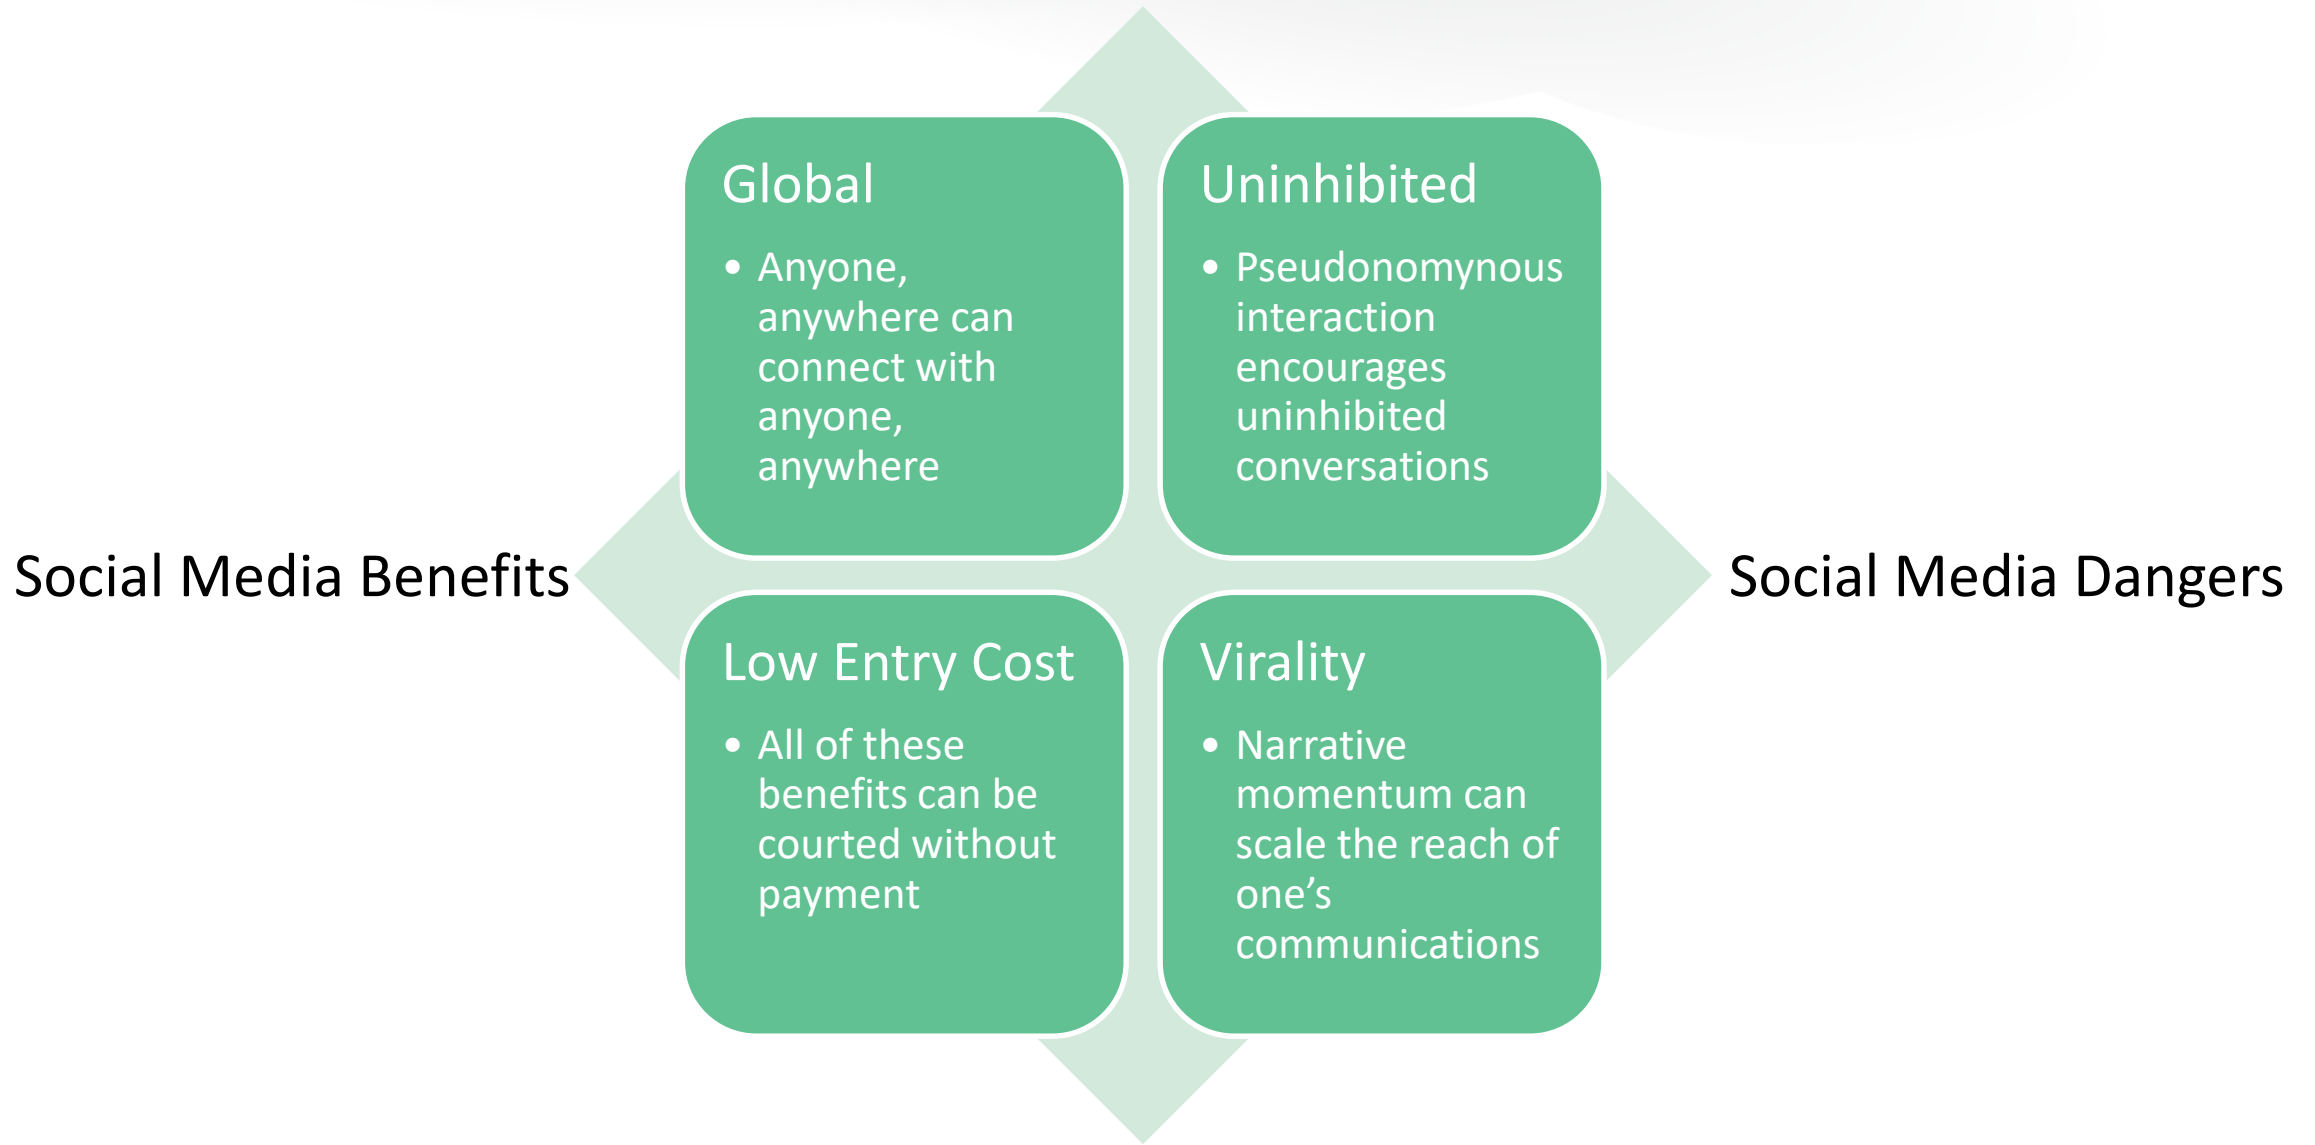 Global
• Anyone,
anywhere can
connect with
anyone,
anywhere
Uninhibited
• Pseudonomynous
interaction
encourages
uninhibited
conversations
Social Media Benefits
Social Media Dangers
Low Entry Cost
• All of these
benefits can be
courted without
payment
Virality
• Narrative
momentum can
scale the reach of
one’s
communications